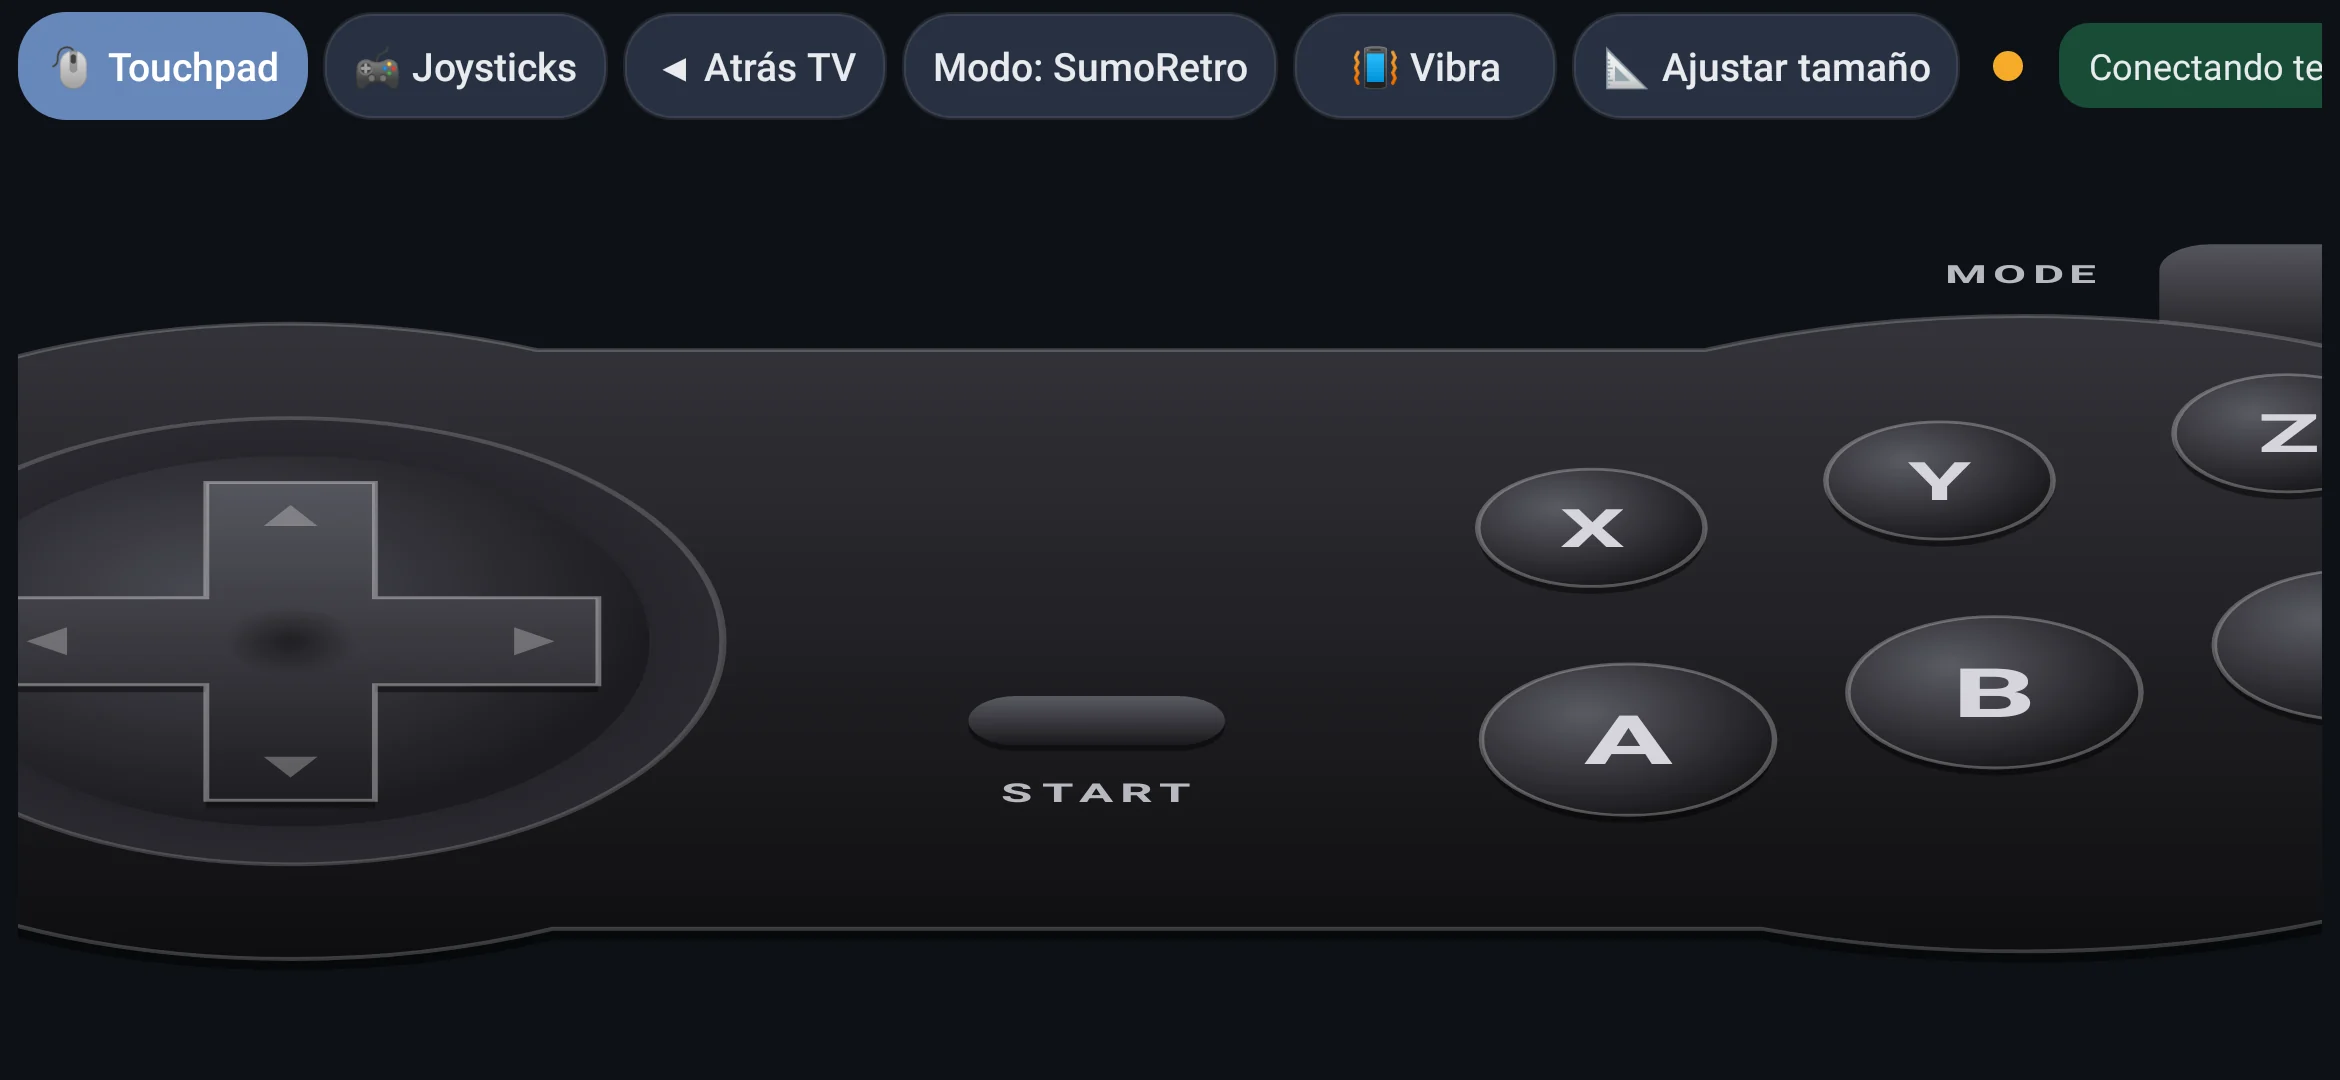 Touchpad
Joysticks
◀ Atrás TV
Modo: SumoRetro
Vibra
Ajustar tamaño
Conectando te
MODE
Z
Y
X
B
A
START